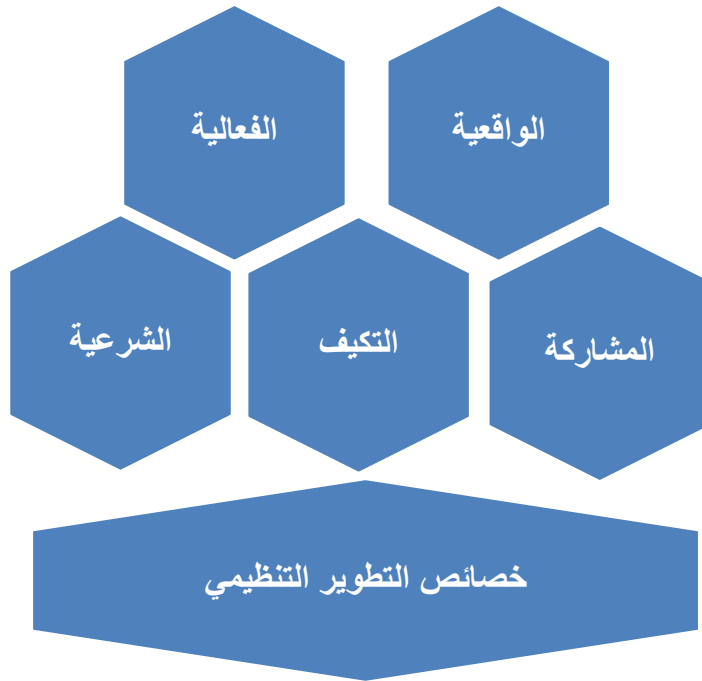 الواقعية
الفعالية
المشاركة
التكيف
الشرعية
خصائص التطوير التنظيمي